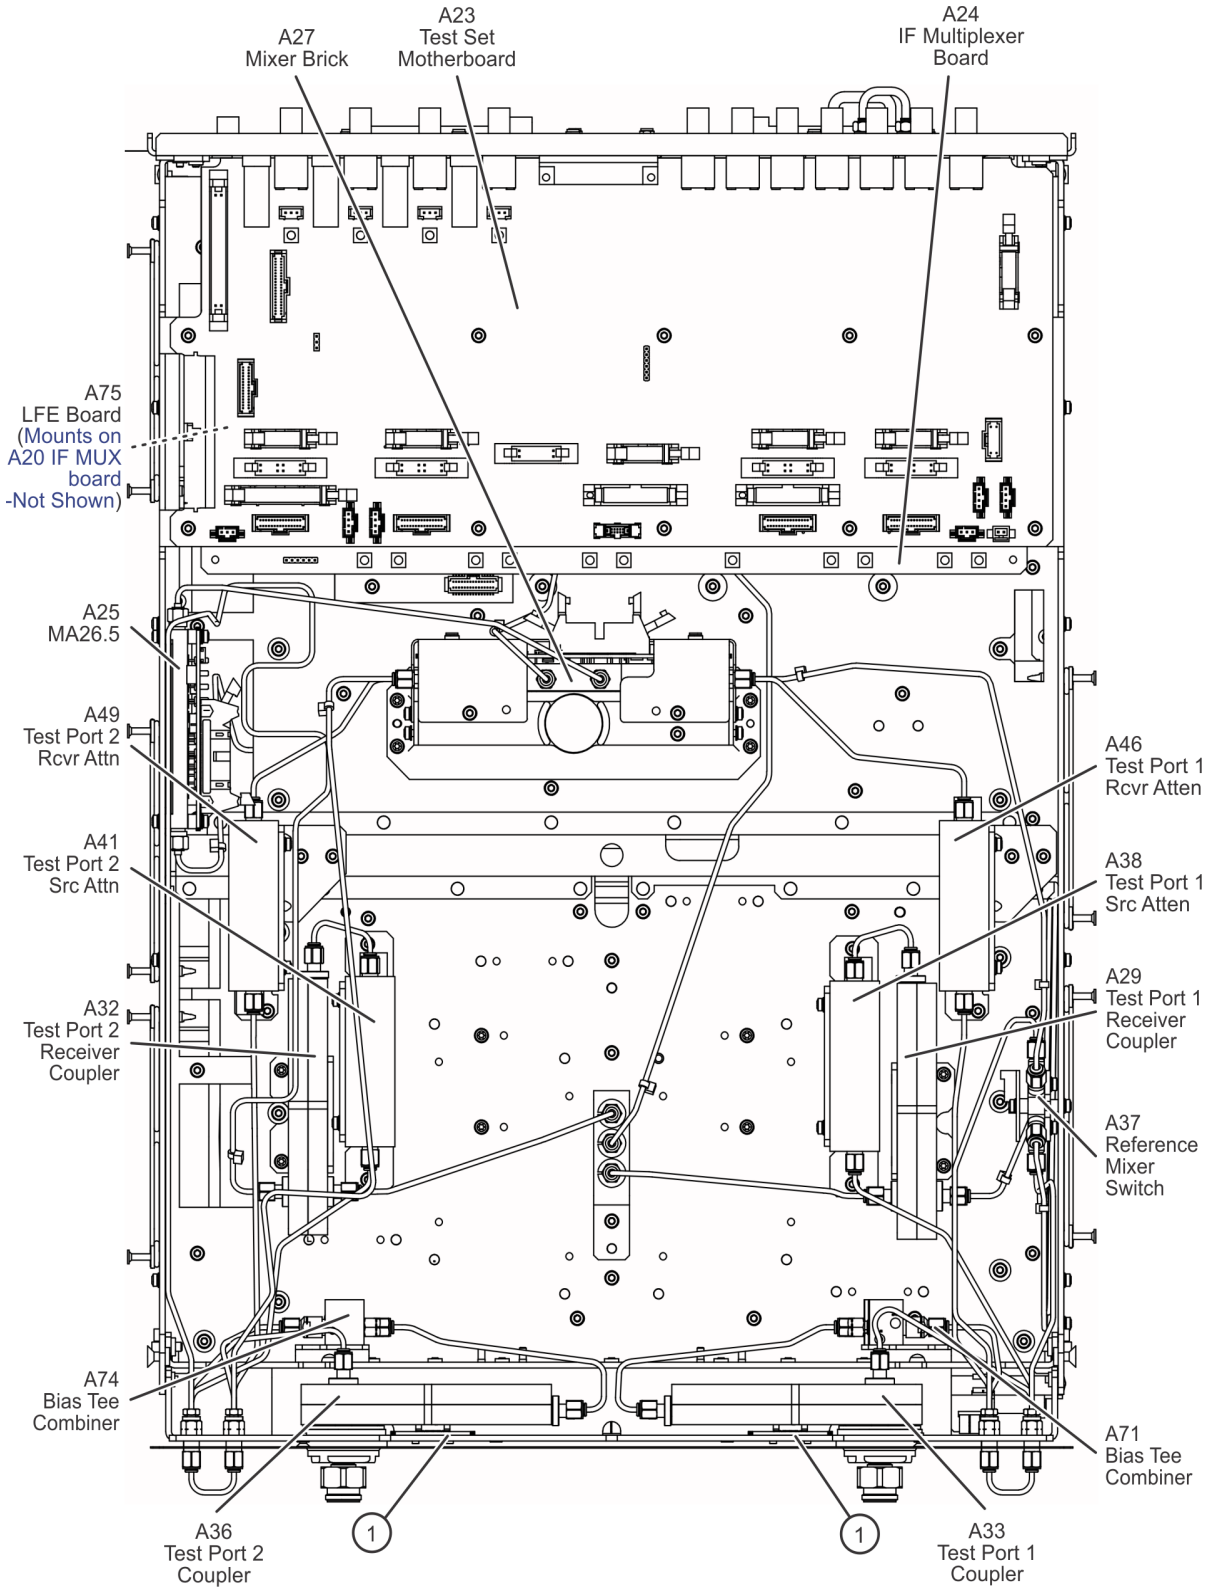 A23
Test Set
Motherboard
A27
Mixer Brick
A24
IF Multiplexer
Board
A75
LFE Board
(Mounts on
A20 IF MUX
board
-Not Shown)
A25
MA26.5
A49
Test Port 2
Rcvr Attn
A41
Test Port 2
Src Attn
A32
Test Port 2
Receiver
Coupler
A74
Bias Tee
Combiner
A36
Test Port 2
Coupler
1
1
A33
Test Port 1
Coupler
A46
Test Port 1
Rcvr Atten
A38
Test Port 1
Src Atten
A29
Test Port 1
Receiver
Coupler
A37
Reference
Mixer
Switch
A71
Bias Tee
Combiner